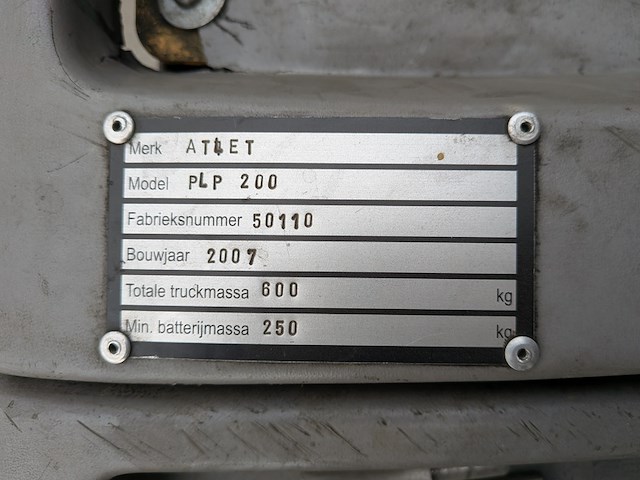 Merk ATLET
Model PLP 200
Fabrieksnummer 50110
Bouwjaar 2007
Totale truckmassa 600 kg
Min. batterijmassa 250 kg